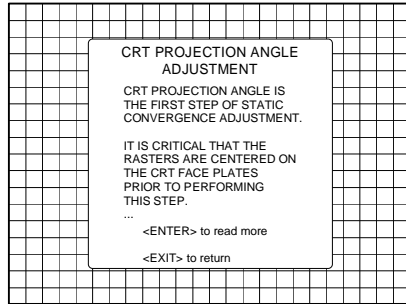 CRT PROJECTION ANGLE
ADJUSTMENT
CRT PROJECTION ANGLE IS
THE FIRST STEP OF STATIC
CONVERGENCE ADJUSTMENT.
IT IS CRITICAL THAT THE
RASTERS ARE CENTERED ON
THE CRT FACE PLATES
PRIOR TO PERFORMING
THIS STEP.
...
<ENTER> to read more
<EXIT> to return